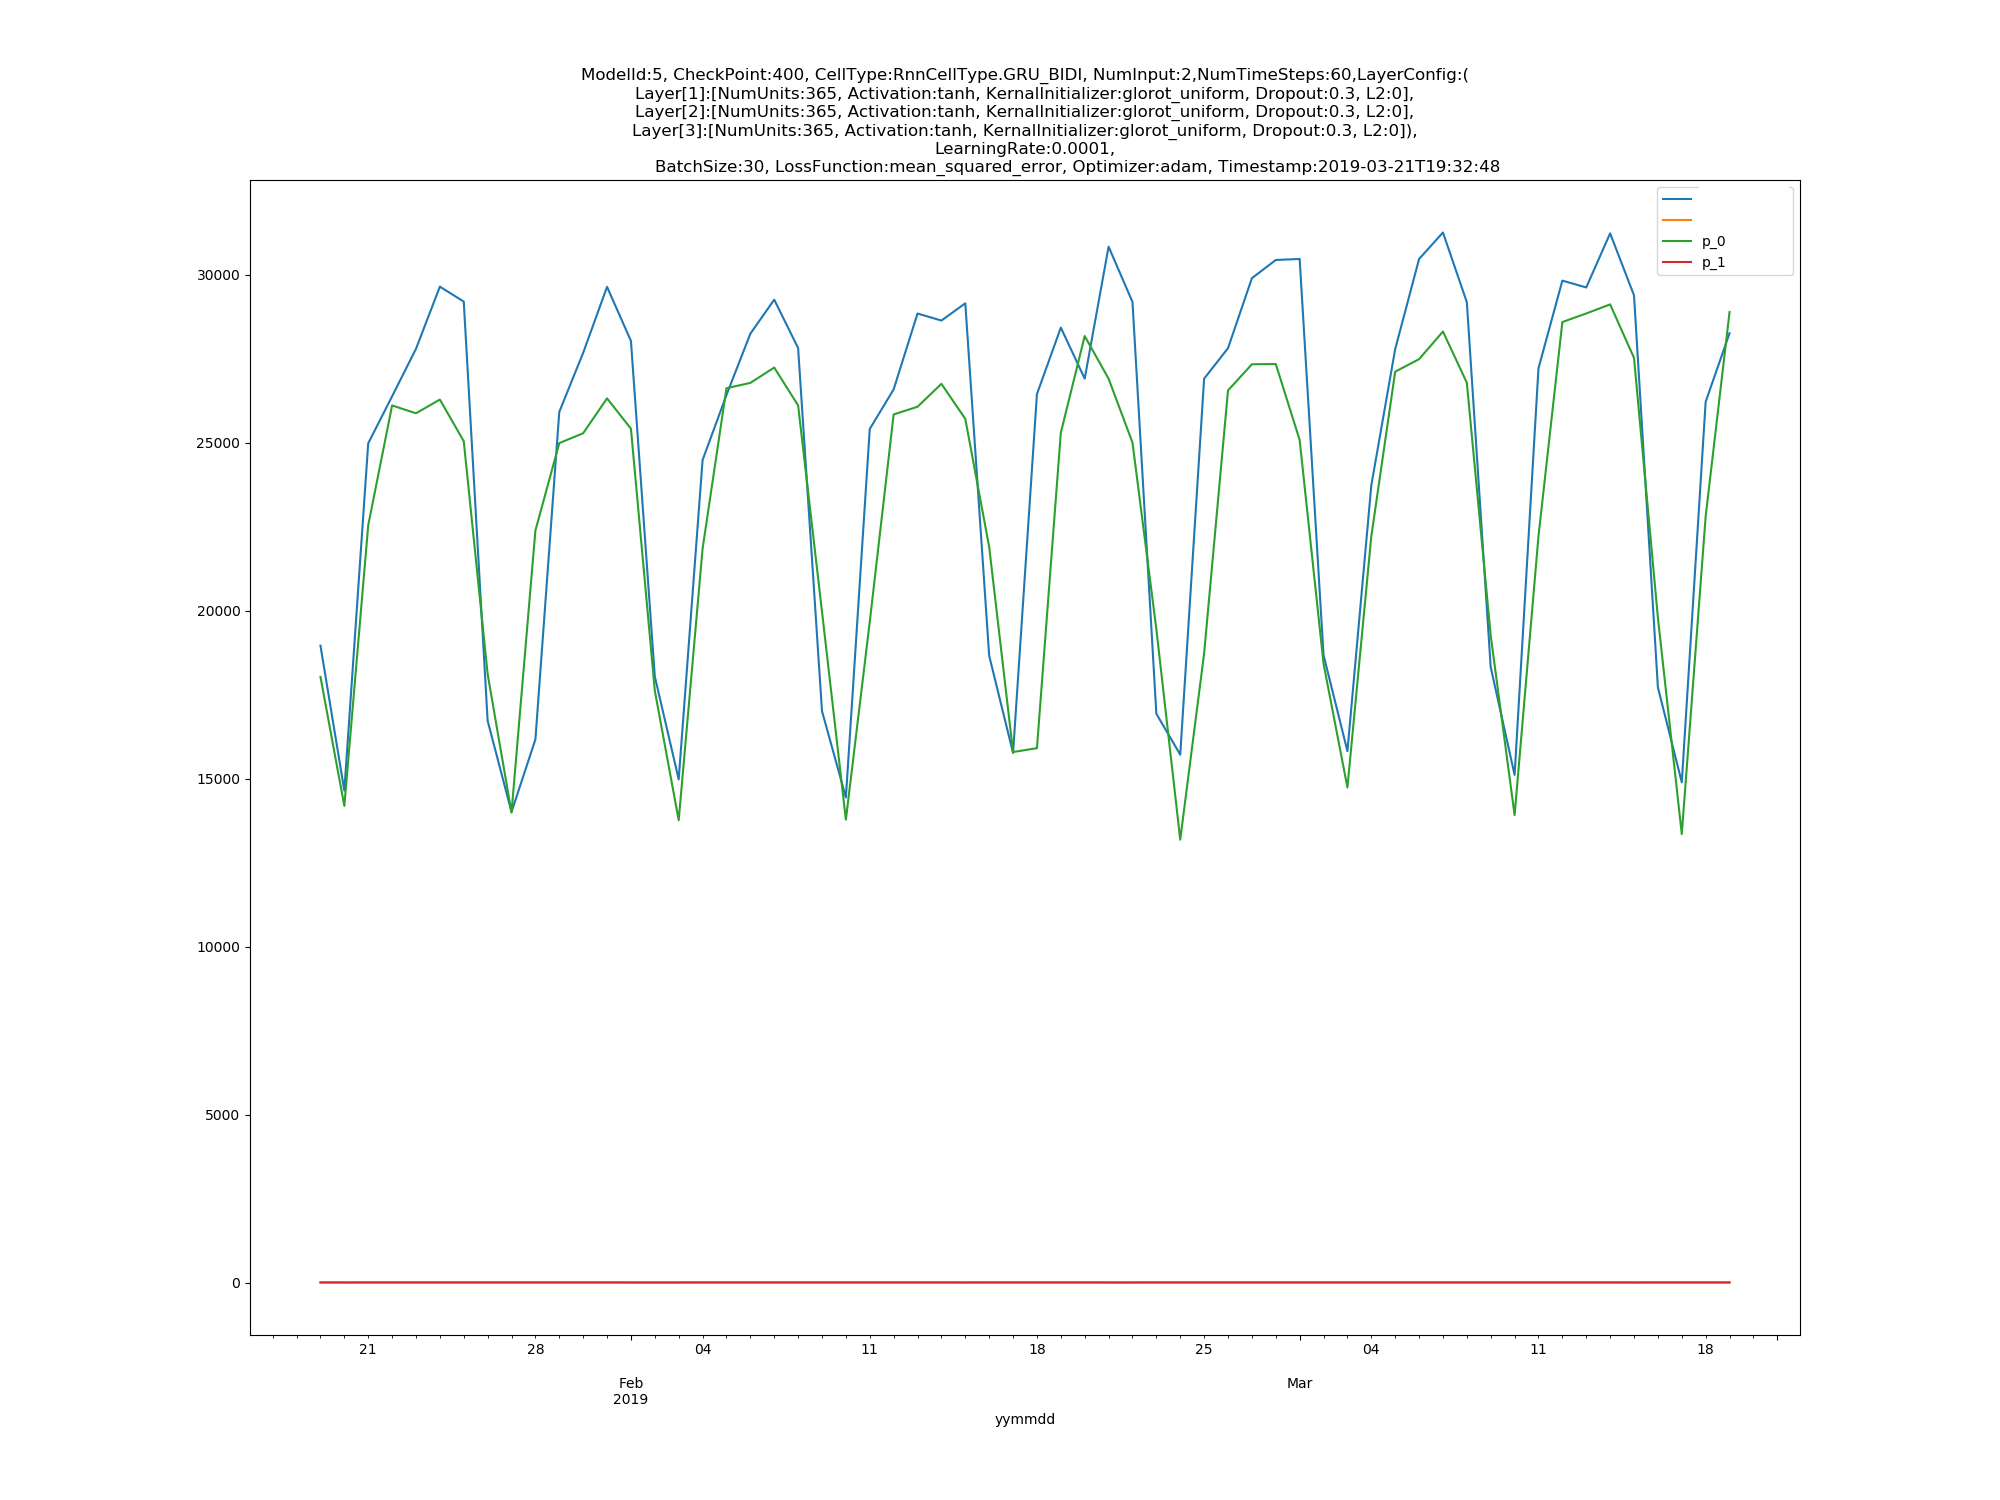 ModelId:5, CheckPoint:400, CellType:RnnCellType.GRU_BIDI, NumInput:2,NumTimeSteps:60,LayerConfig:(
Layer[1]:[NumUnits:365, Activation:tanh, KernalInitializer:glorot_uniform, Dropout:0.3, L2:0],
Layer[2]:[NumUnits:365, Activation:tanh, KernalInitializer:glorot_uniform, Dropout:0.3, L2:0],
Layer[3]:[NumUnits:365, Activation:tanh, KernalInitializer:glorot_uniform, Dropout:0.3, L2:0]),
LearningRate:0.0001,
BatchSize:30, LossFunction:mean_squared_error, Optimizer:adam, Timestamp:2019-03-21T19:32:48
p_0
p_1
30000
25000
20000
15000
10000
5000
0
21 28 04 11 18 25 04 11 18
Feb Mar
2019
yymmdd